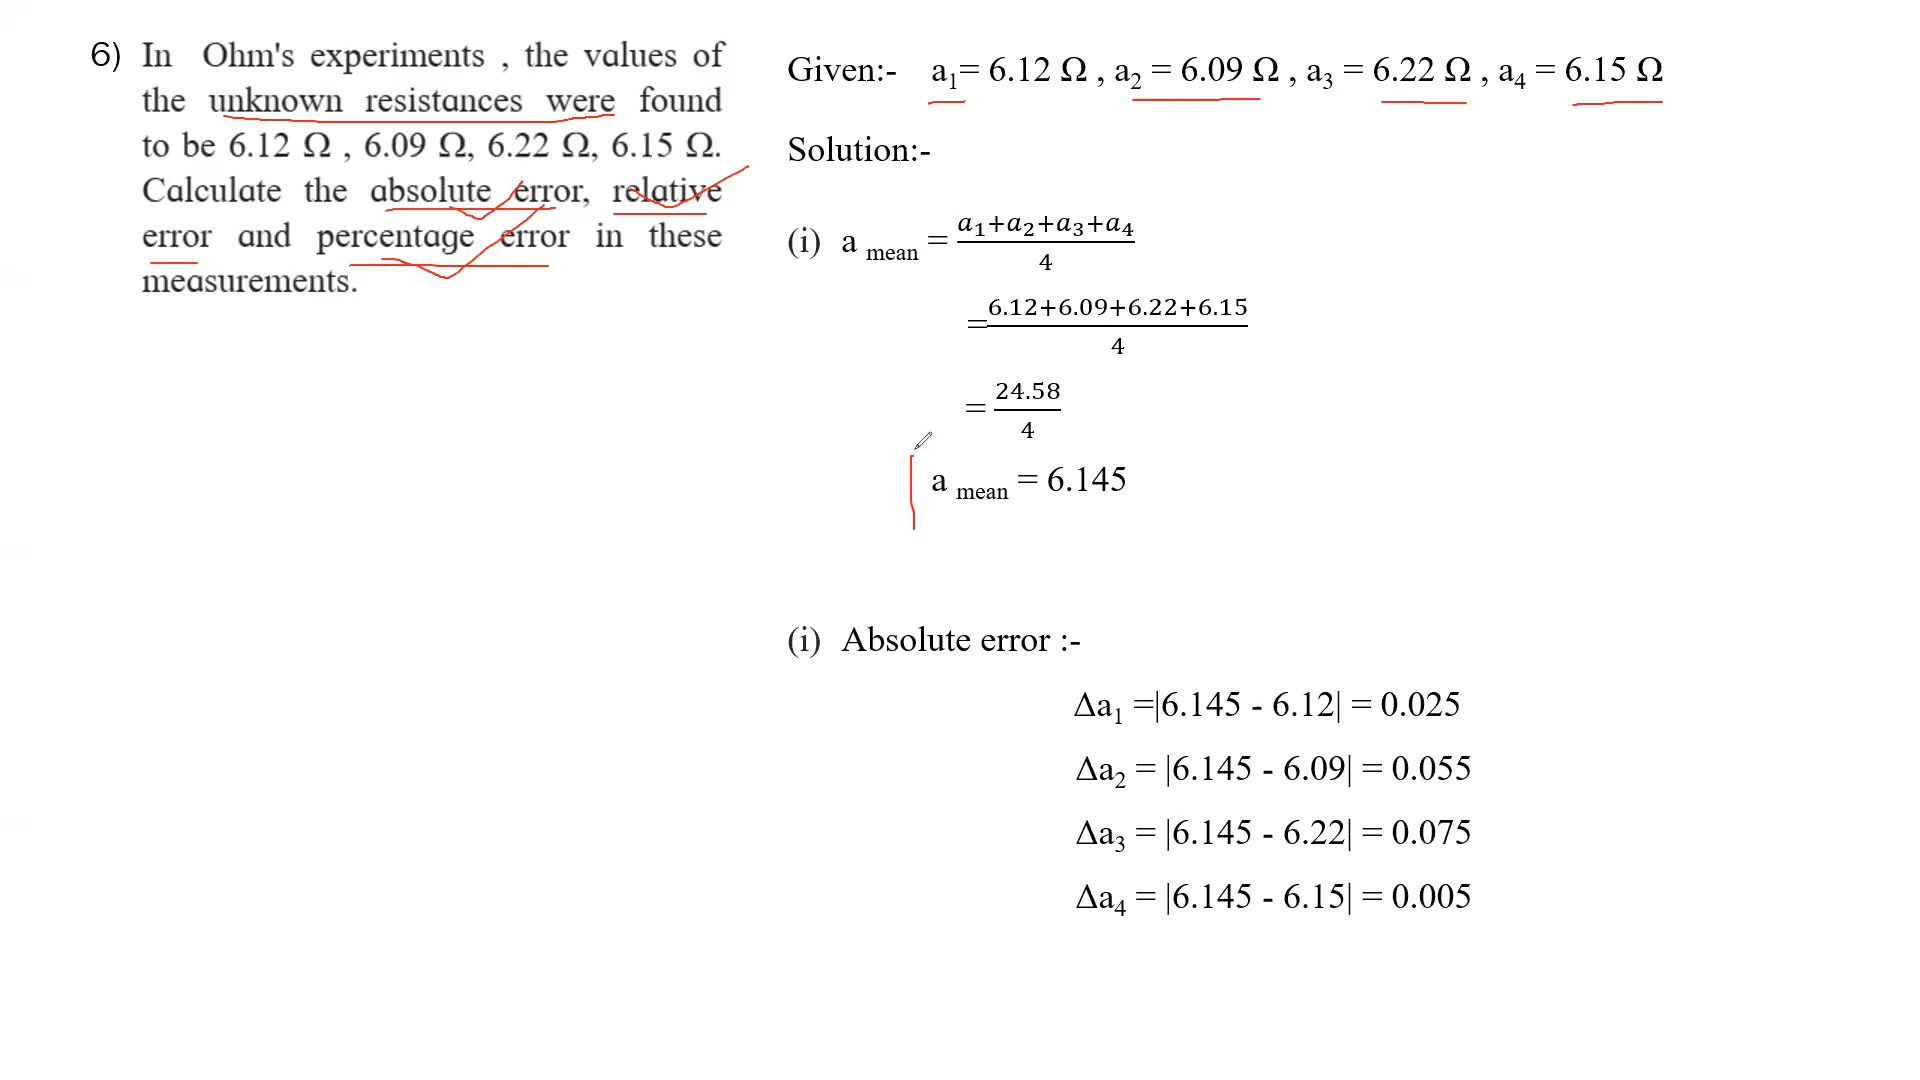 6) In Ohm's experiments , the values of
the unknown resistances were found
to be 6.12 Ω , 6.09 Ω, 6.22 Ω, 6.15 Ω.
Calculate the absolute error, relative
error and percentage error in these
measurements.
Given:- a₁= 6.12 Ω , a₂ = 6.09 Ω , a₃ = 6.22 Ω , a₄ = 6.15 Ω
Solution:-
(i) a mean = a₁+a₂+a₃+a₄
4
= 6.12+6.09+6.22+6.15
4
= 24.58
4
a mean = 6.145
(i) Absolute error :-
Δa₁ =|6.145 - 6.12| = 0.025
Δa₂ = |6.145 - 6.09| = 0.055
Δa₃ = |6.145 - 6.22| = 0.075
Δa₄ = |6.145 - 6.15| = 0.005